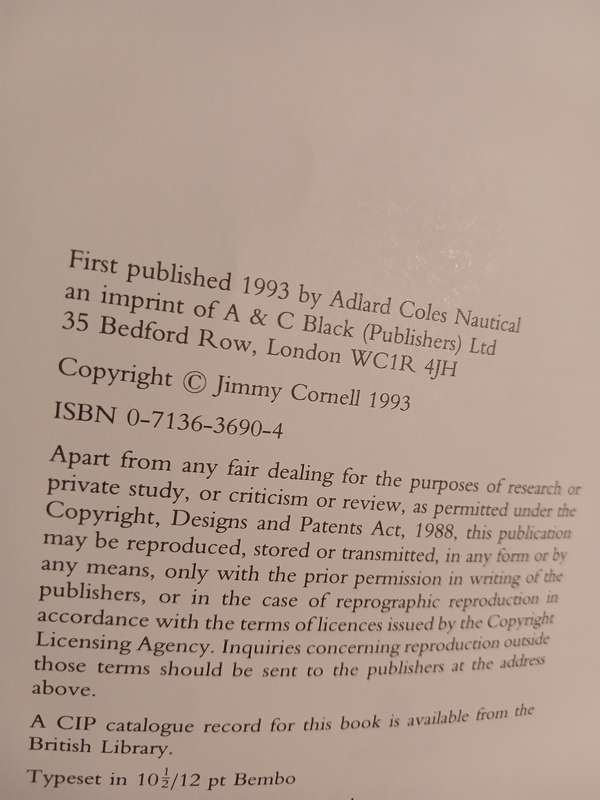 First published 1993 by Adlard Coles Nautical
an imprint of A & C Black (Publishers) Ltd
35 Bedford Row, London WC1R 4JH
Copyright © Jimmy Cornell 1993
ISBN 0-7136-3690-4
Apart from any fair dealing for the purposes of research or
private study, or criticism or review, as permitted under the
Copyright, Designs and Patents Act, 1988, this publication
may be reproduced, stored or transmitted, in any form or by
any means, only with the prior permission in writing of the
publishers, or in the case of reprographic reproduction in
accordance with the terms of licences issued by the Copyright
Licensing Agency. Inquiries concerning reproduction outside
those terms should be sent to the publishers at the address
above.
A CIP catalogue record for this book is available from the
British Library.
Typeset in 10½/12 pt Bembo